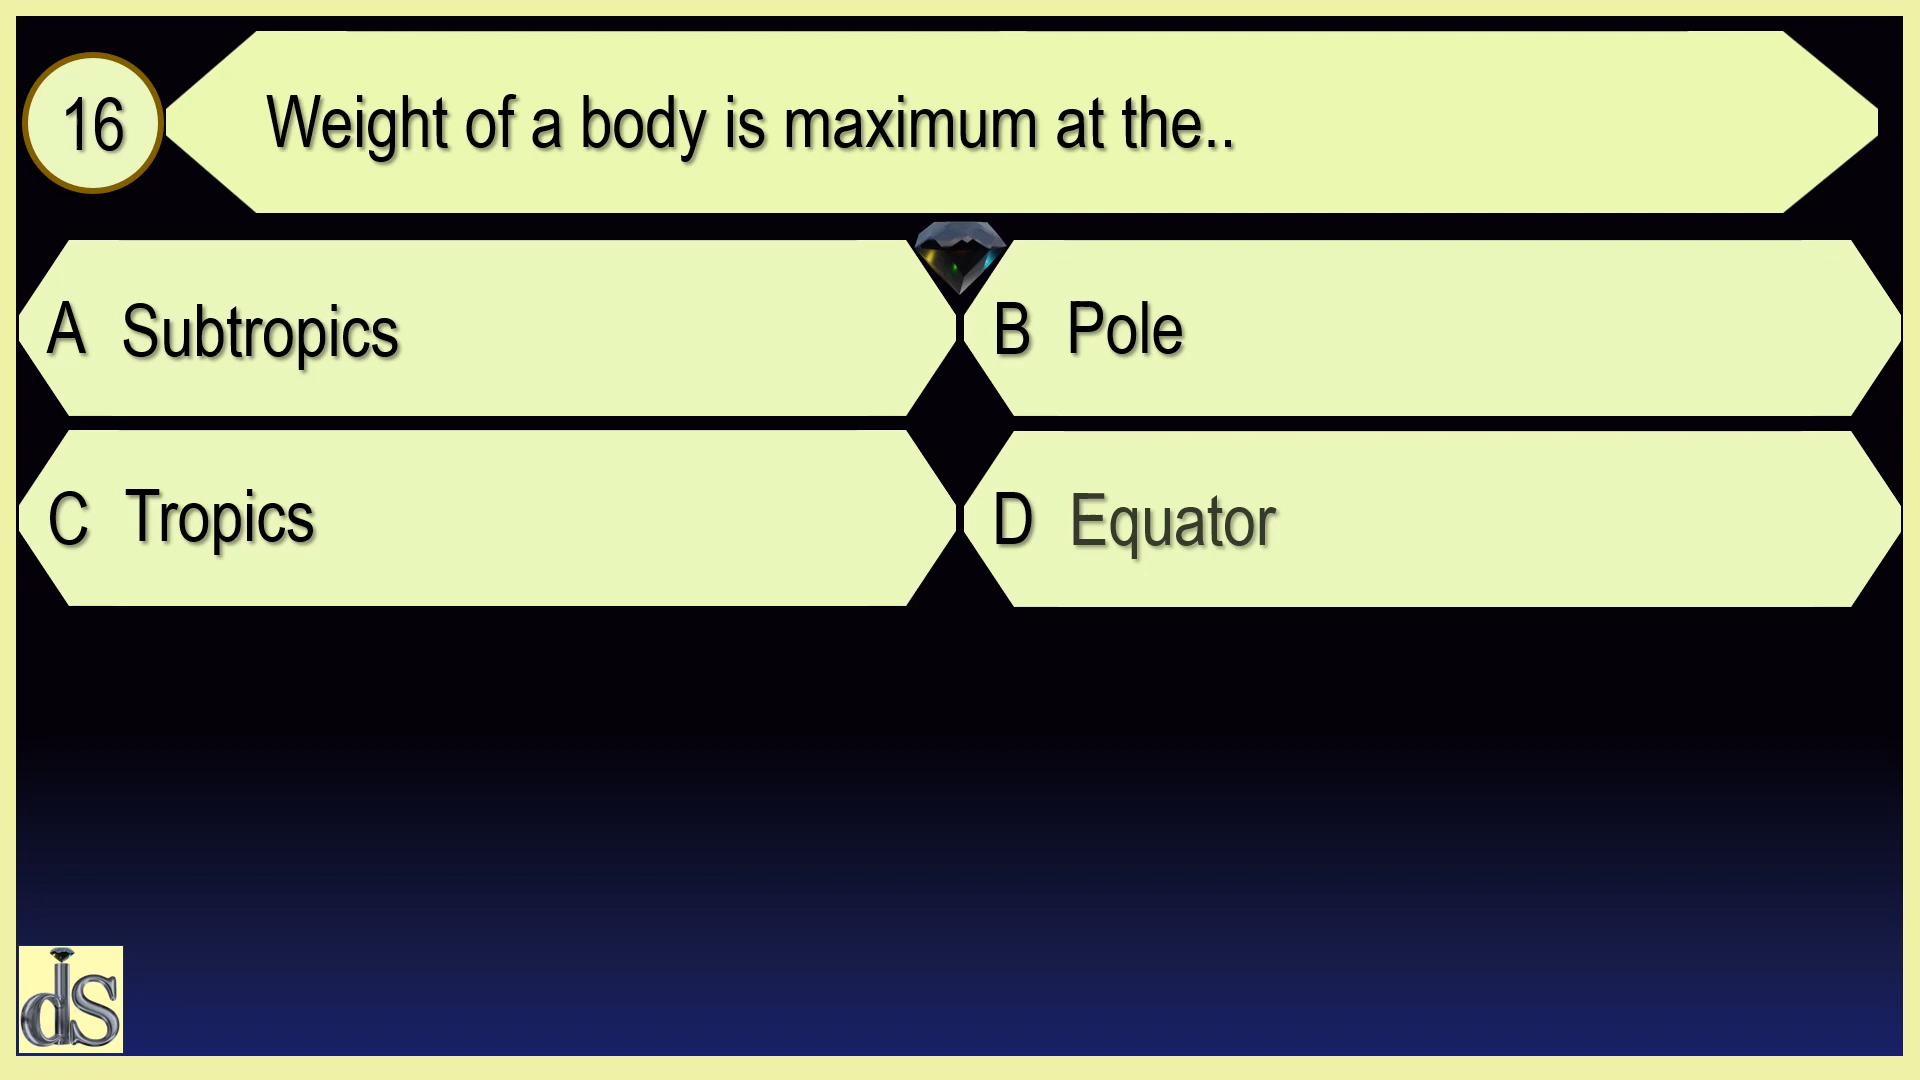 16
Weight of a body is maximum at the..
A Subtropics
B Pole
C Tropics
D Equator
ds